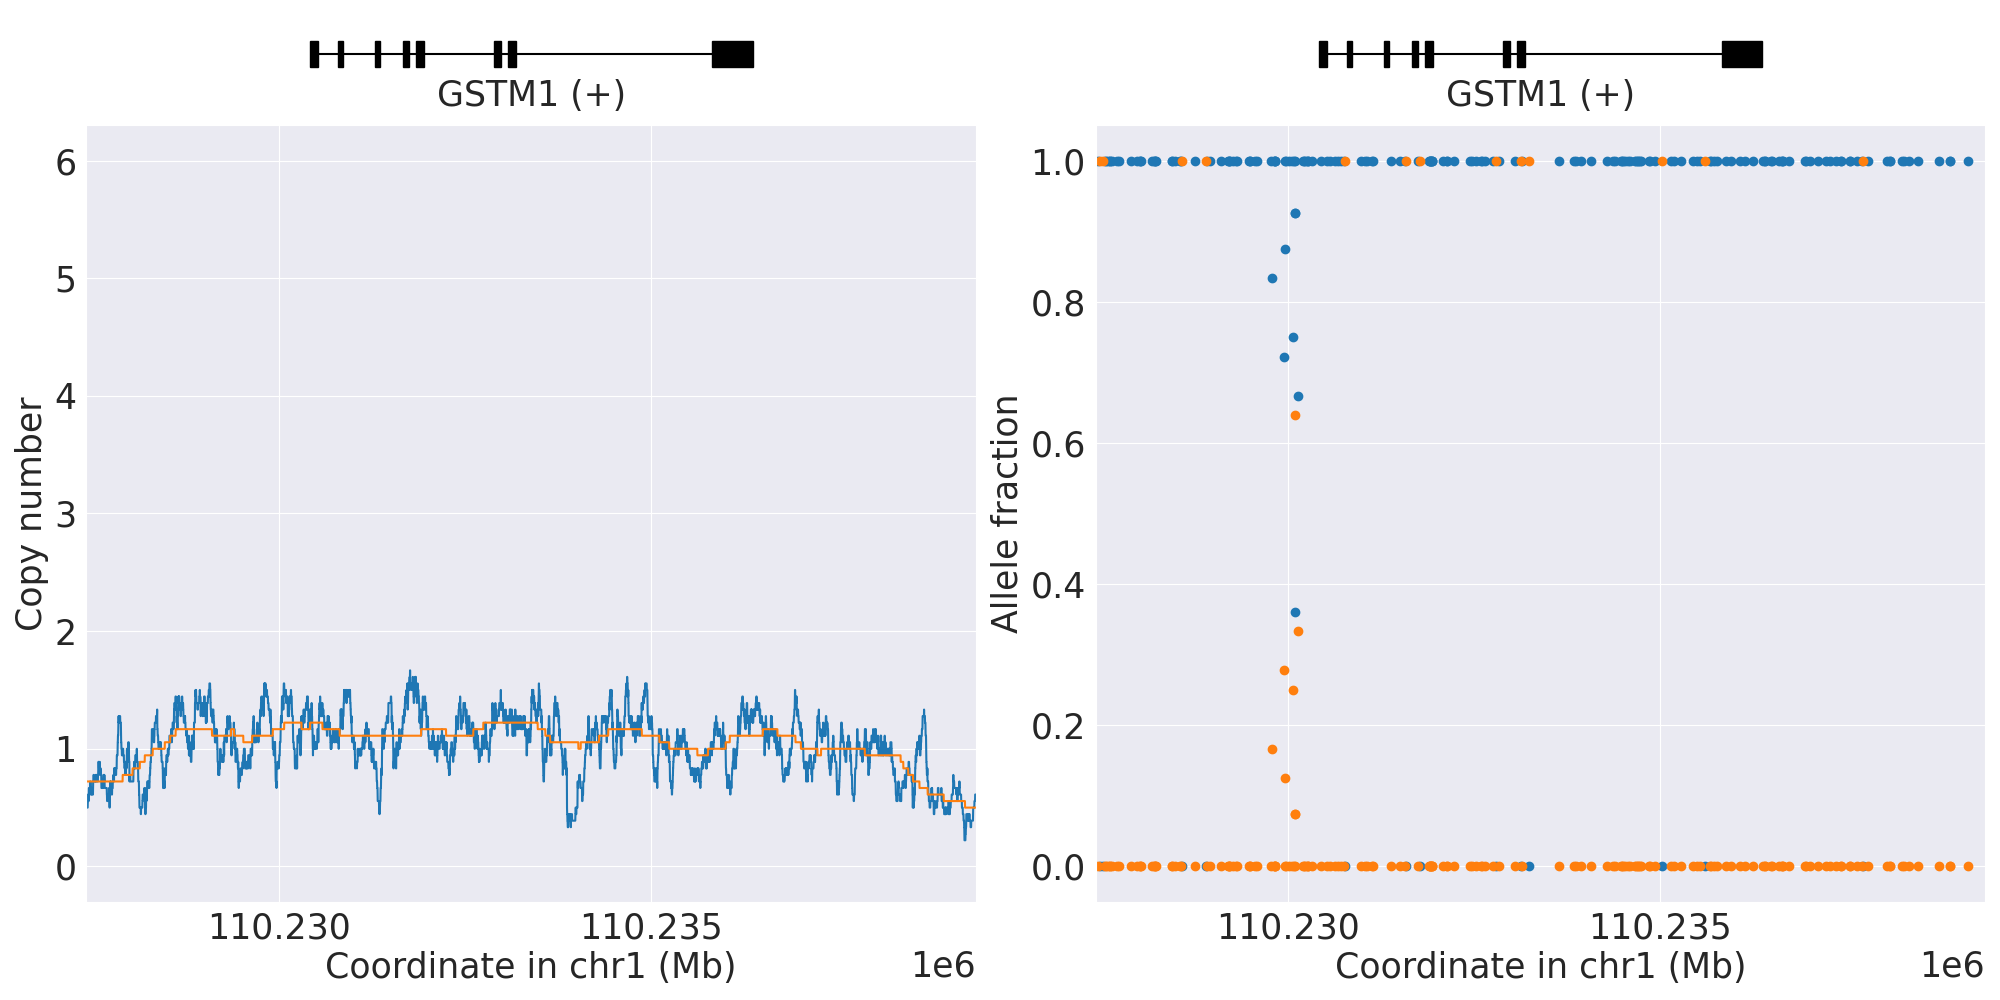 GSTM1 (+)
6
5
4
3
2
1
0
Copy number
110.230
110.235
Coordinate in chr1 (Mb)
1e6
GSTM1 (+)
1.0
0.8
0.6
0.4
0.2
0.0
Allele fraction
110.230
110.235
Coordinate in chr1 (Mb)
1e6